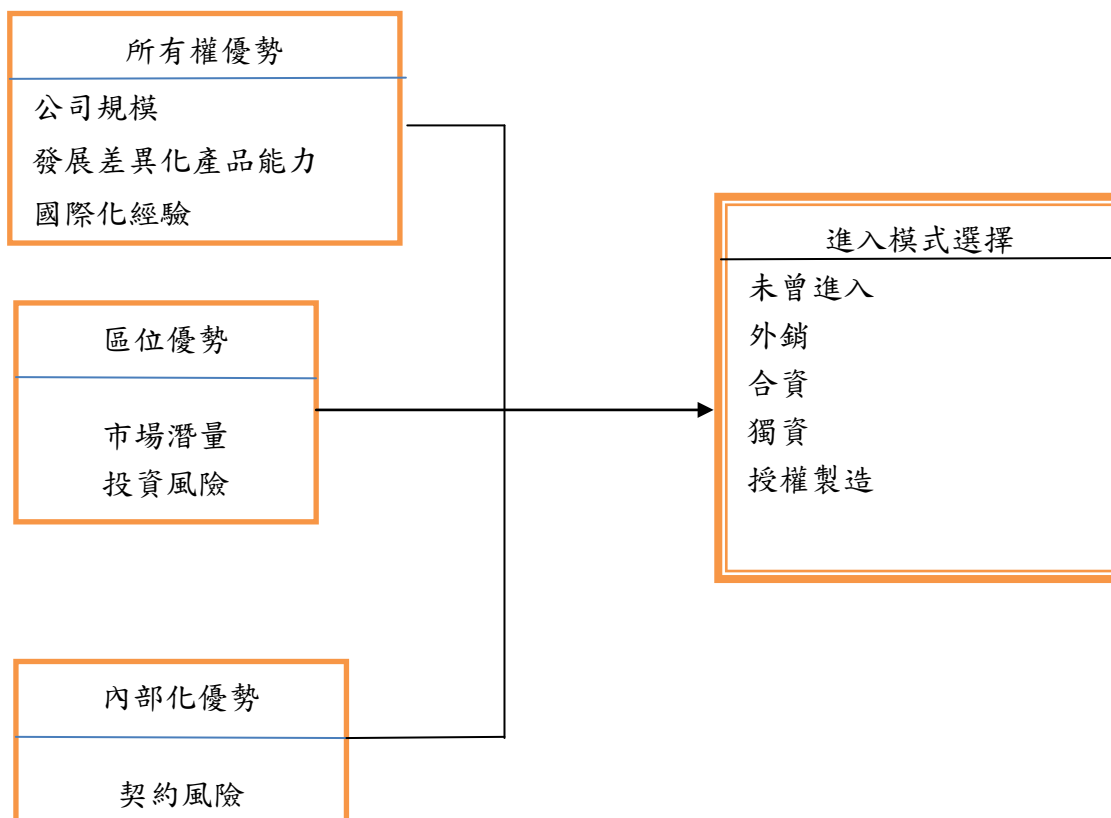 所有權優勢
公司規模
發展差異化產品能力
國際化經驗
區位優勢
市場潛量
投資風險
內部化優勢
契約風險
進入模式選擇
未曾進入
外銷
合資
獨資
授權製造